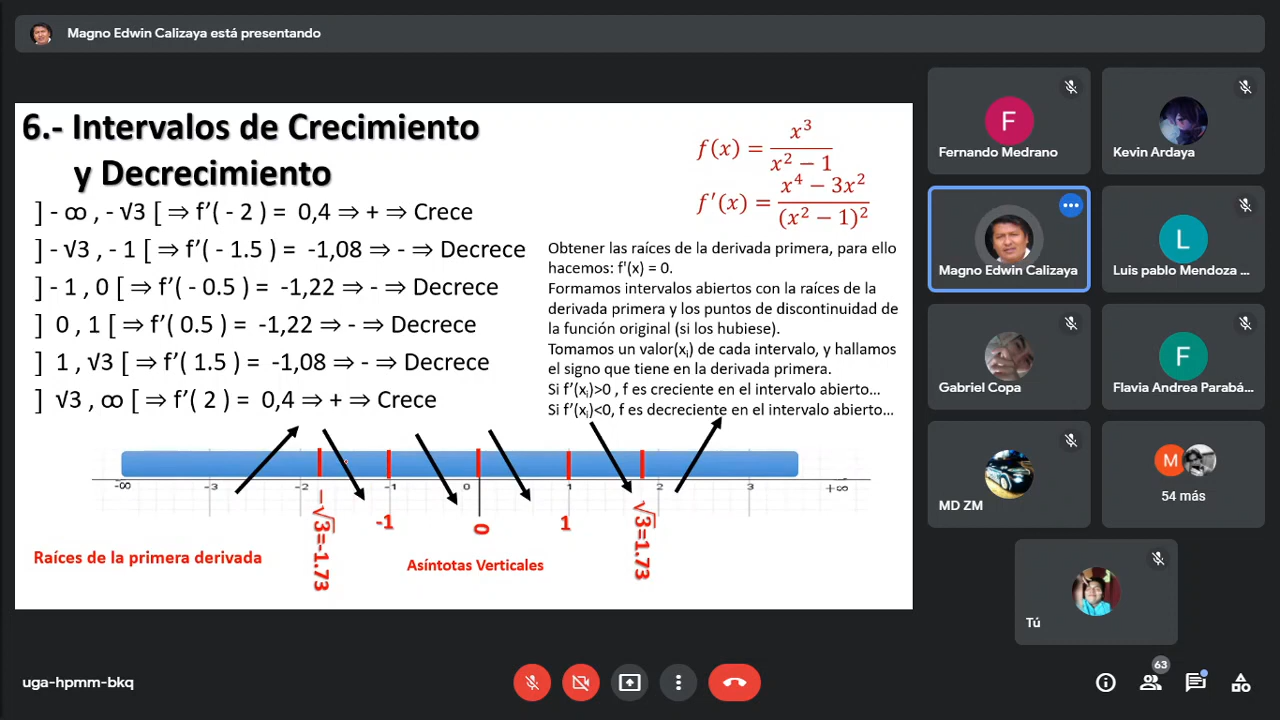 Magno Edwin Calizaya está presentando
6.- Intervalos de Crecimiento
y Decrecimiento
f(x) = x³ / (x² − 1)
f′(x) = (x⁴ − 3x²) / (x² − 1)²
] - ∞ , - √3 [ ⇒ f’( - 2 ) = 0,4 ⇒ + ⇒ Crece
] - √3 , - 1 [ ⇒ f’( - 1.5 ) = -1,08 ⇒ - ⇒ Decrece
] - 1 , 0 [ ⇒ f’( - 0.5 ) = -1,22 ⇒ - ⇒ Decrece
] 0 , 1 [ ⇒ f’( 0.5 ) = -1,22 ⇒ - ⇒ Decrece
] 1 , √3 [ ⇒ f’( 1.5 ) = -1,08 ⇒ - ⇒ Decrece
] √3 , ∞ [ ⇒ f’( 2 ) = 0,4 ⇒ + ⇒ Crece
Obtener las raíces de la derivada primera, para ello
hacemos: f'(x) = 0.
Formamos intervalos abiertos con la raíces de la
derivada primera y los puntos de discontinuidad de
la función original (si los hubiese).
Tomamos un valor(xᵢ) de cada intervalo, y hallamos
el signo que tiene en la derivada primera.
Si f’(xᵢ)>0 , f es creciente en el intervalo abierto...
Si f’(xᵢ)<0, f es decreciente en el intervalo abierto...
-∞ -3 -2 -1 0 1 2 3 +∞
−√3=-1.73
-1
0
1
√3=1.73
Raíces de la primera derivada
Asíntotas Verticales
F
Fernando Medrano
Kevin Ardaya
Magno Edwin Calizaya
L
Luis pablo Mendoza ...
Gabriel Copa
F
Flavia Andrea Parabá...
MD ZM
M
54 más
Tú
uga-hpmm-bkq
63